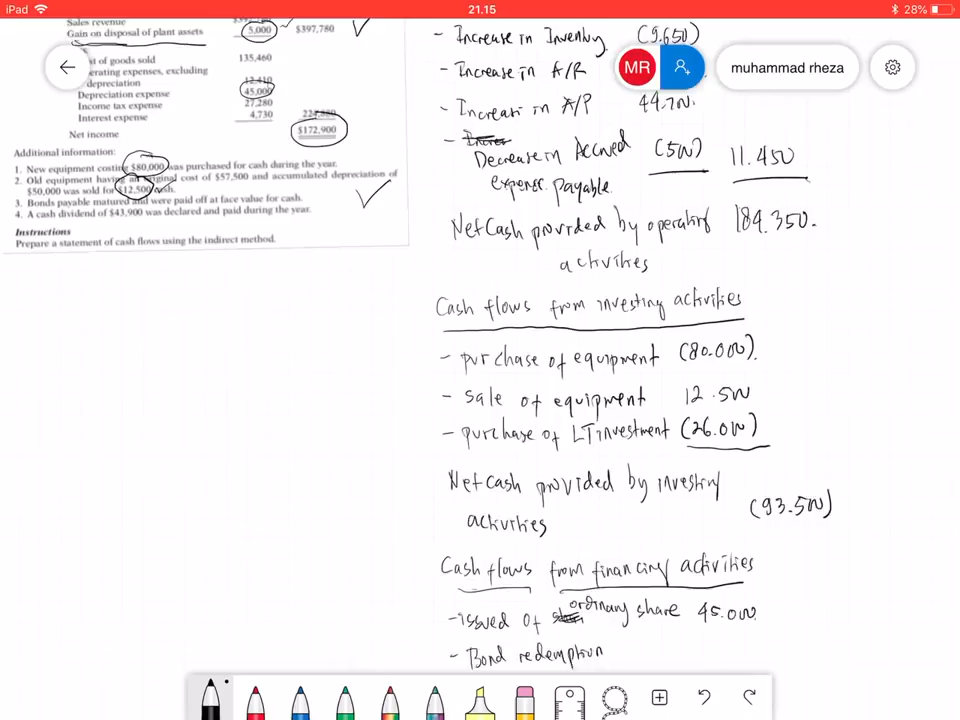 iPad
21.15
28%
Sales revenue $397,780
Gain on disposal of plant assets 5,000
st of goods sold 135,460
erating expenses, excluding
depreciation 12,410
Depreciation expense 45,000
Income tax expense 27,280
Interest expense 4,730
Net income $172,900
Additional information:
1. New equipment costing $80,000 was purchased for cash during the year.
2. Old equipment having an original cost of $57,500 and accumulated depreciation of
$50,000 was sold for $12,500 cash.
3. Bonds payable matured and were paid off at face value for cash.
4. A cash dividend of $43,900 was declared and paid during the year.
Instructions
Prepare a statement of cash flows using the indirect method.
MR
muhammad rheza
- Increase in Inventory (9.650)
- Increase in A/R
- Increase in A/P 44.700.
- Decrease in Accrued (500) 11.450
expense payable
Net Cash provided by operating 184.350.
activities
Cash flows from investing activities
- purchase of equipment (80.000).
- sale of equipment 12.500
- purchase of LT investment (26.000)
Net Cash provided by investing
activities (93.500)
Cash flows from financing activities
- issued of ordinary share 45.000
- Bond redemption